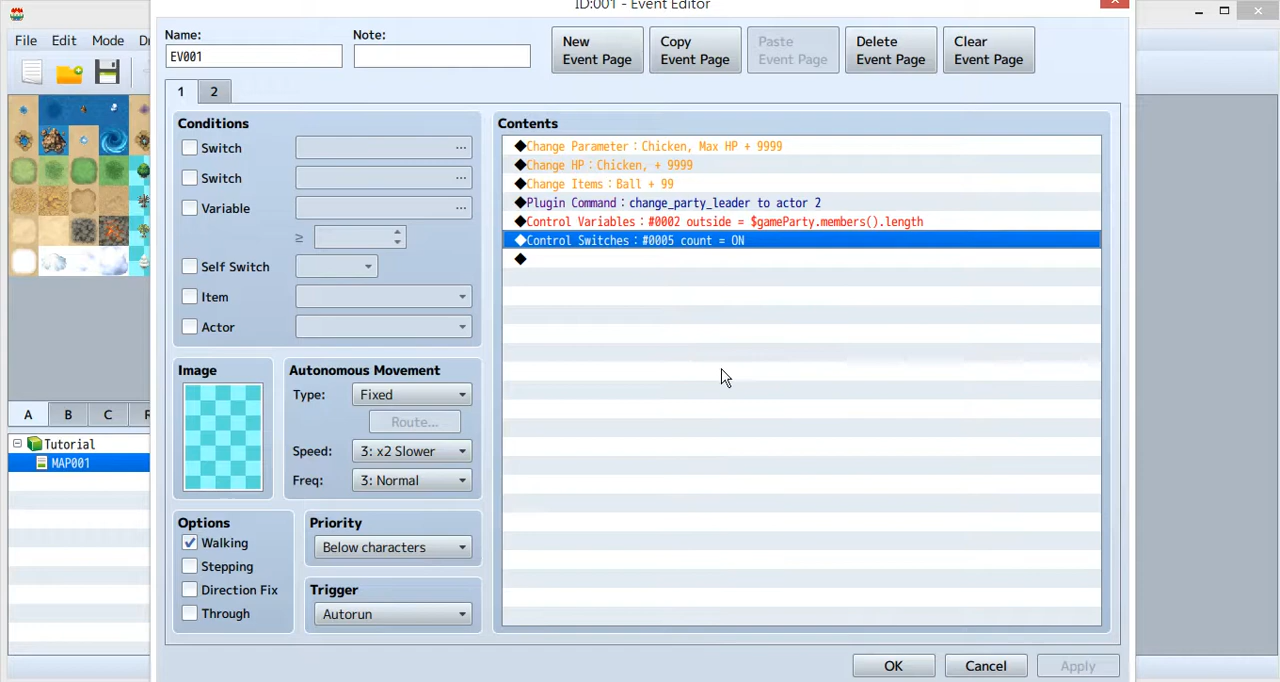 ID:001 - Event Editor
File Edit Mode
Name: Note:
EV001
New Event Page
Copy Event Page
Paste Event Page
Delete Event Page
Clear Event Page
1 2
Conditions
Switch ...
Switch ...
Variable ...
≥
Self Switch
Item
Actor
Image
Autonomous Movement
Type: Fixed
Route...
Speed: 3: x2 Slower
Freq: 3: Normal
Options
Walking
Stepping
Direction Fix
Through
Priority
Below characters
Trigger
Autorun
Contents
◆Change Parameter：Chicken, Max HP + 9999
◆Change HP：Chicken, + 9999
◆Change Items：Ball + 99
◆Plugin Command：change_party_leader to actor 2
◆Control Variables：#0002 outside = $gameParty.members().length
◆Control Switches：#0005 count = ON
◆
A B C
Tutorial
MAP001
OK Cancel Apply